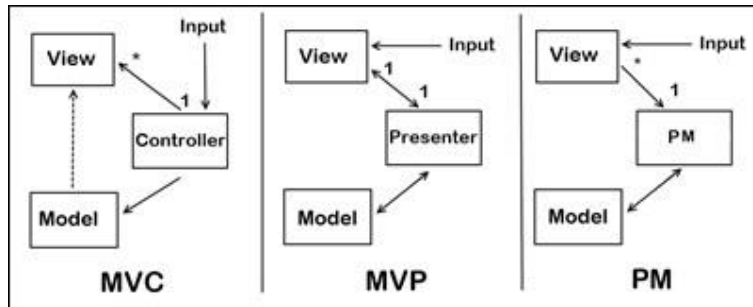 Input
View
*
1
Controller
Model
MVC
View
Input
1
1
Presenter
Model
MVP
View
Input
*
1
PM
Model
PM